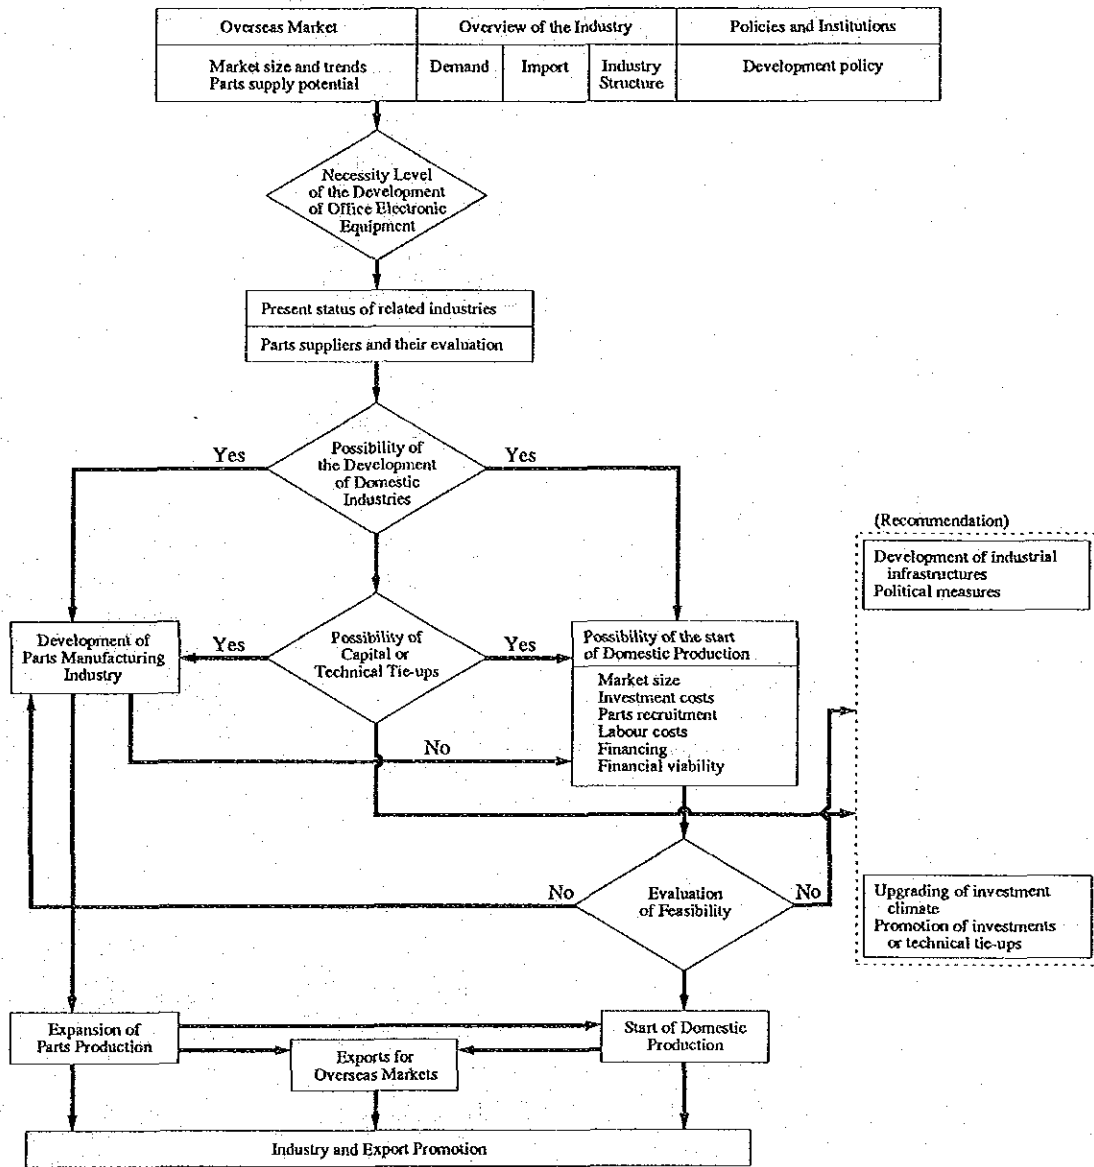 Overseas Market
Overview of the Industry
Policies and Institutions
Market size and trends
Parts supply potential
Demand
Import
Industry
Structure
Development policy
Necessity Level
of the Development
of Office Electronic
Equipment
Present status of related industries
Parts suppliers and their evaluation
Yes
Possibility of
the Development
of Domestic
Industries
Yes
(Recommendation)
Development of industrial
infrastructures
Political measures
Development of
Parts Manufacturing
Industry
Yes
Possibility of
Capital or
Technical Tie-ups
Yes
Possibility of the start
of Domestic Production
Market size
Investment costs
Parts recruitment
Labour costs
Financing
Financial viability
No
No
Evaluation
of Feasibility
No
Upgrading of investment
climate
Promotion of investments
or technical tie-ups
Expansion of
Parts Production
Exports for
Overseas Markets
Start of Domestic
Production
Industry and Export Promotion